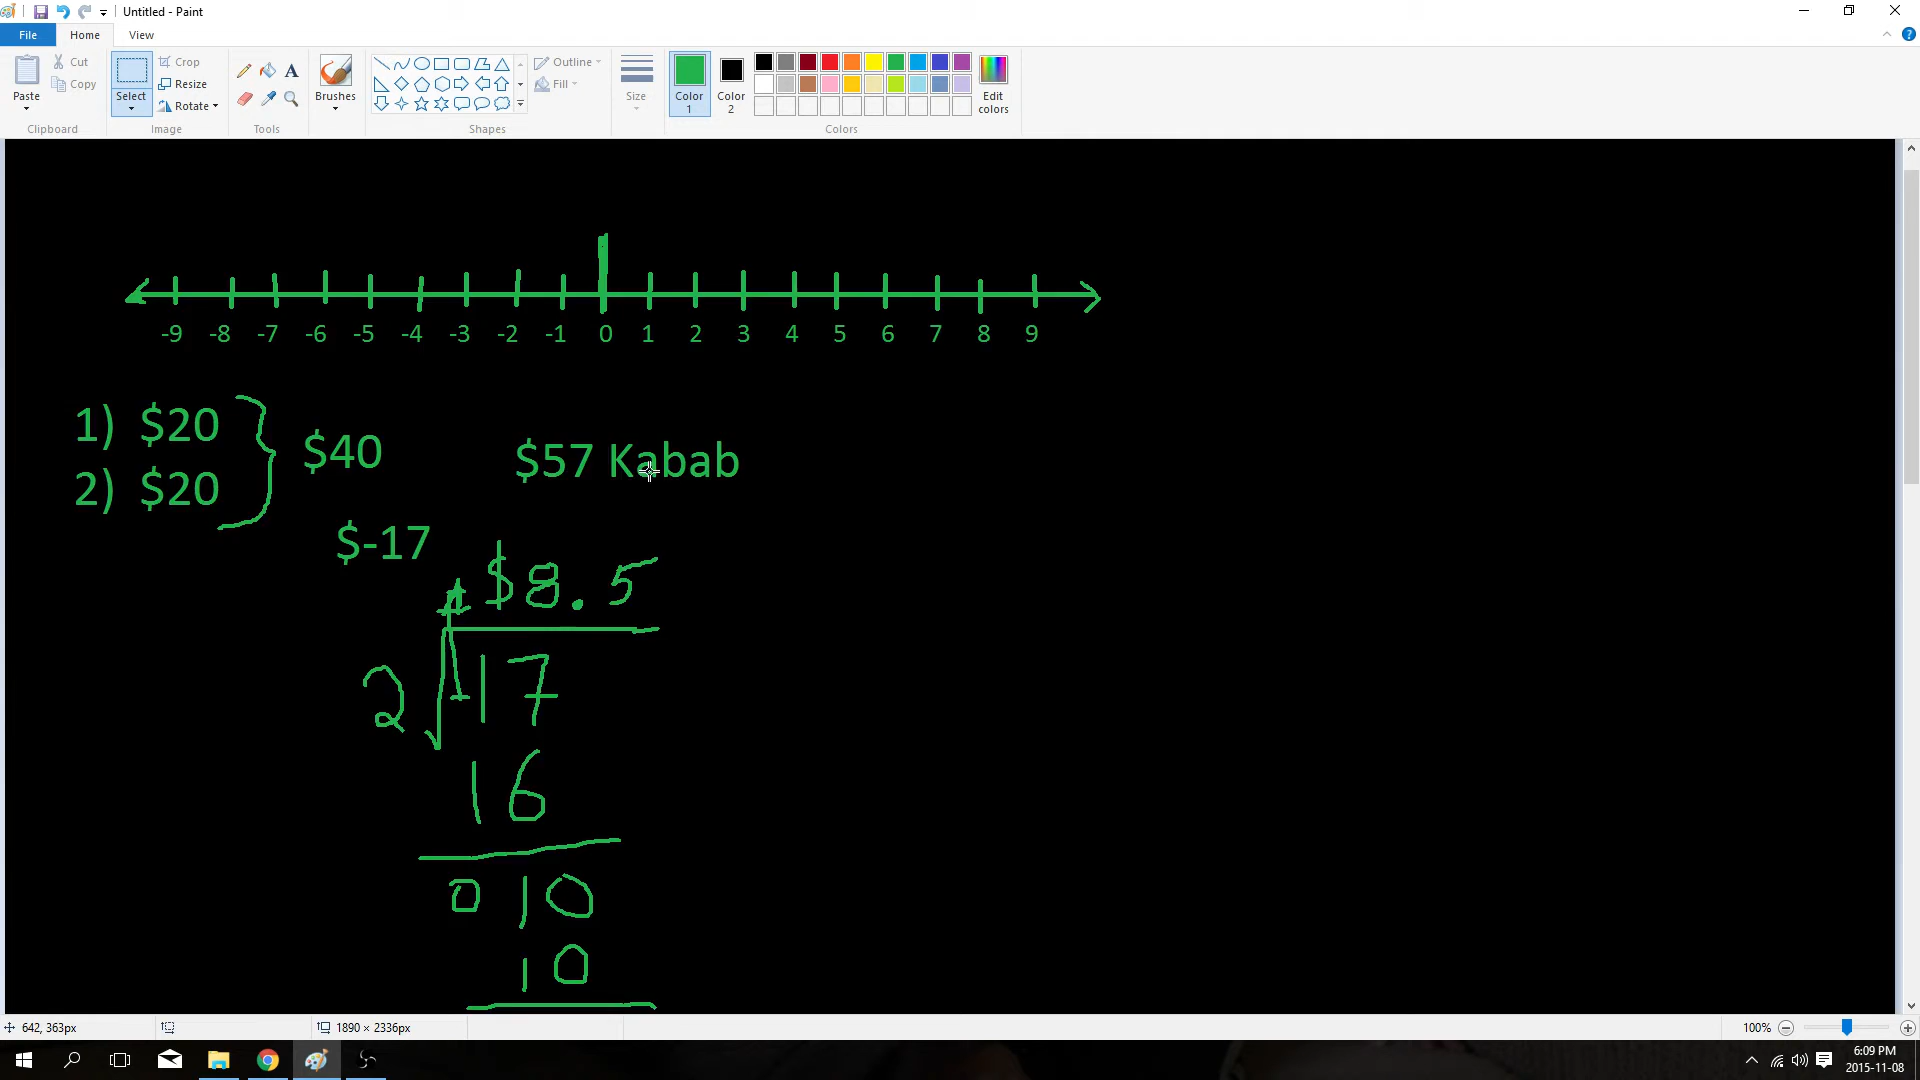 Untitled - Paint
File Home View
Paste
Cut
Copy
Clipboard
Select
Crop
Resize
Rotate
Image
A
Tools
Brushes
Shapes
Outline
Fill
Size
Color 1
Color 2
Edit colors
Colors
-9 -8 -7 -6 -5 -4 -3 -2 -1 0 1 2 3 4 5 6 7 8 9
1) $20
2) $20
$40
$57 Kabab
$-17
$8.5
2 -17
16
010
10
642, 363px
1890 × 2336px
100%
6:09 PM
2015-11-08